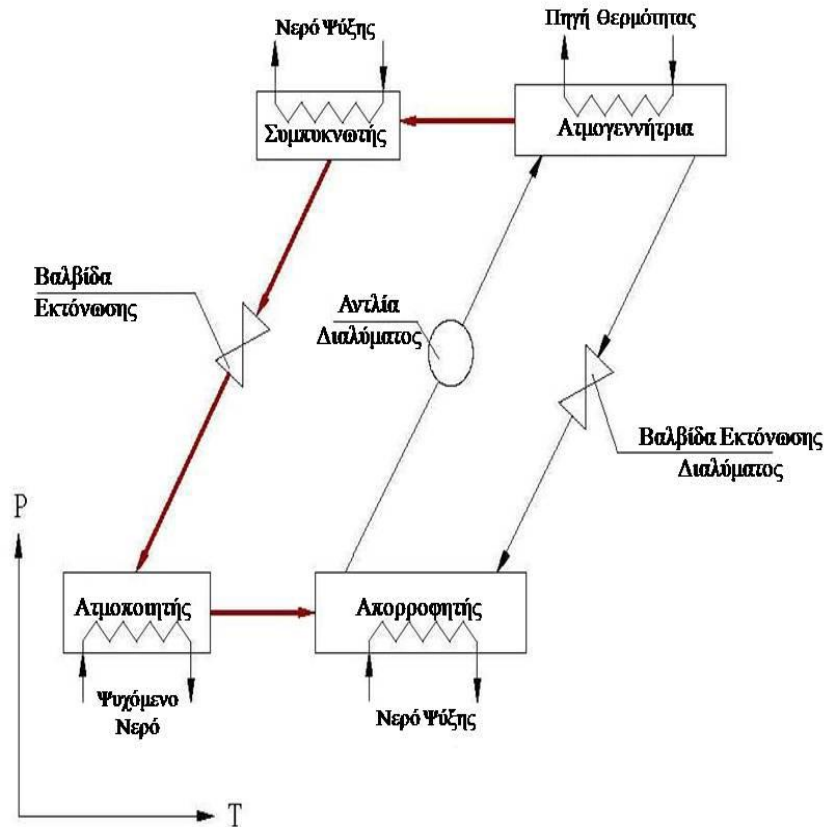 Νερό Ψύξης
Πηγή Θερμότητας
Συμπυκνωτής
Ατμογεννήτρια
Βαλβίδα
Εκτόνωσης
Αντλία
Διαλύματος
Βαλβίδα Εκτόνωσης
Διαλύματος
P
Ατμοποιητής
Απορροφητής
Ψυχόμενο
Νερό
Νερό Ψύξης
T